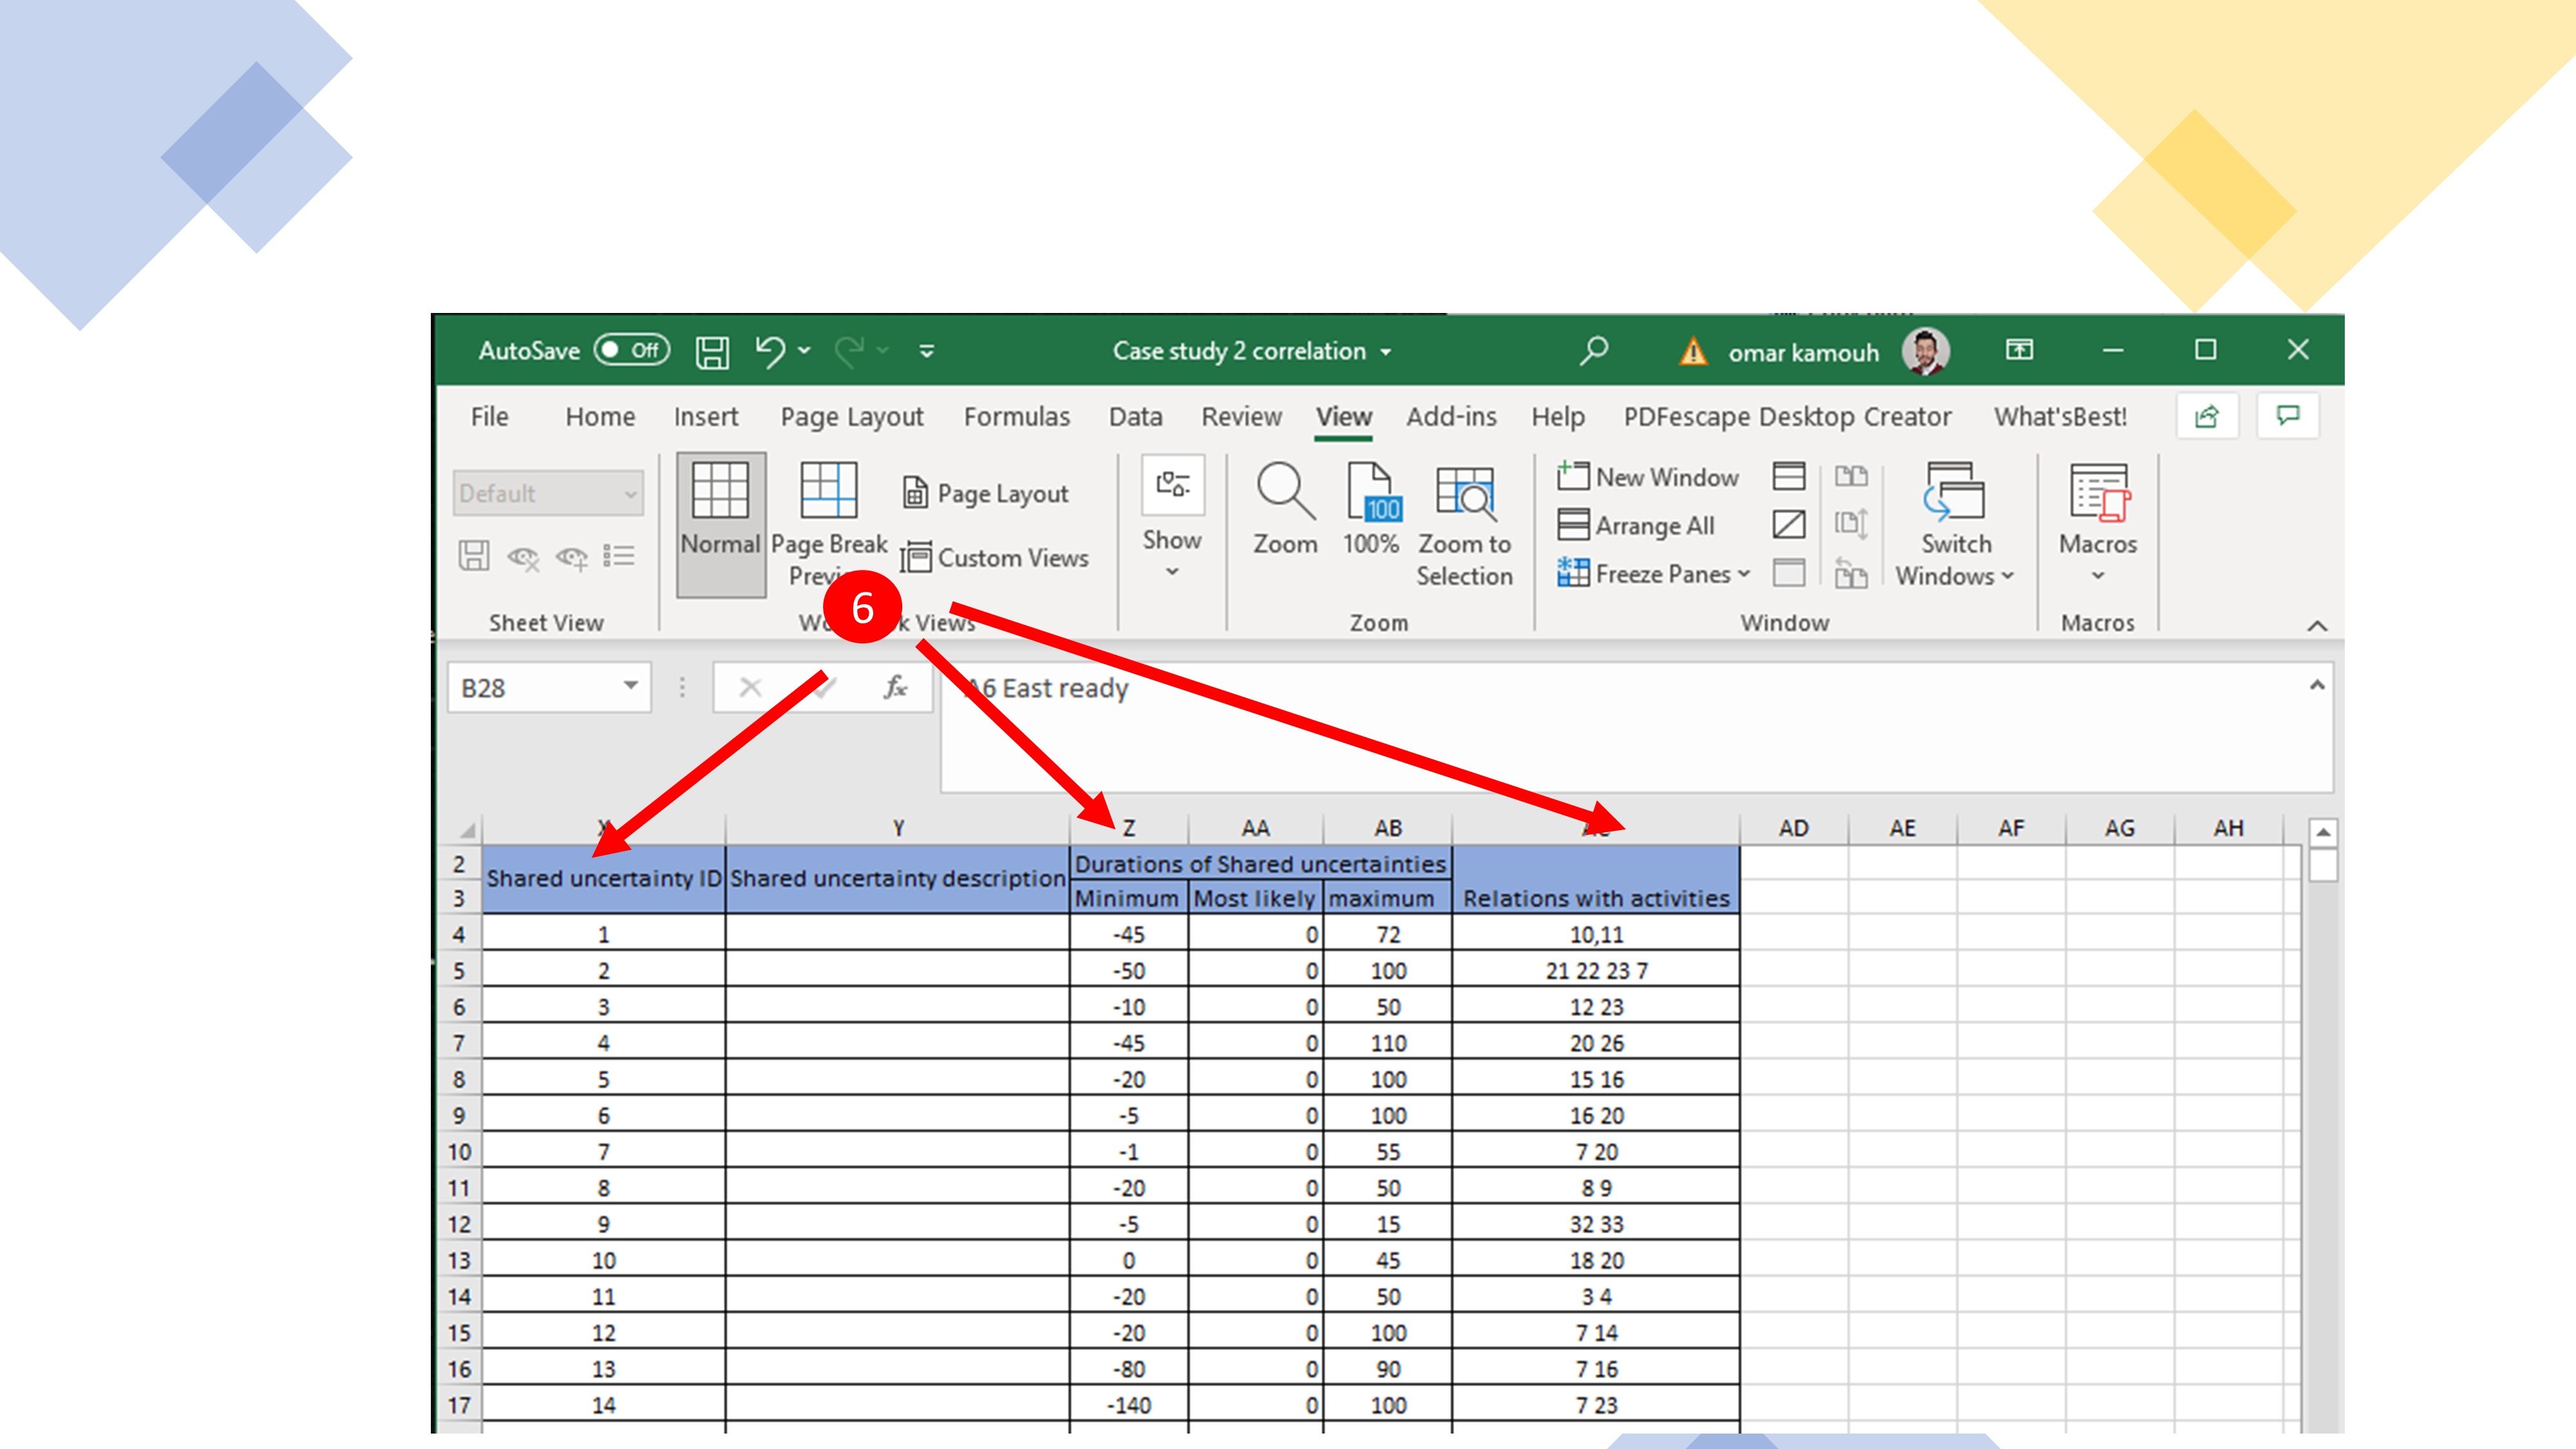 AutoSave Off Case study 2 correlation omar kamouh
File Home Insert Page Layout Formulas Data Review View Add-ins Help PDFescape Desktop Creator What'sBest!
Default
Normal
Page Break
Page Layout
Custom Views
Show
Zoom
100
100%
Zoom to
Selection
New Window
Arrange All
Freeze Panes
Switch
Windows
Macros
6
Sheet View Zoom Window Macros
B28 fx A6 East ready
Y Z AA AB AD AE AF AG AH
2 Shared uncertainty ID Shared uncertainty description Durations of Shared uncertainties
3 Minimum Most likely maximum Relations with activities
4 1 -45 0 72 10,11
5 2 -50 0 100 21 22 23 7
6 3 -10 0 50 12 23
7 4 -45 0 110 20 26
8 5 -20 0 100 15 16
9 6 -5 0 100 16 20
10 7 -1 0 55 7 20
11 8 -20 0 50 8 9
12 9 -5 0 15 32 33
13 10 0 0 45 18 20
14 11 -20 0 50 3 4
15 12 -20 0 100 7 14
16 13 -80 0 90 7 16
17 14 -140 0 100 7 23